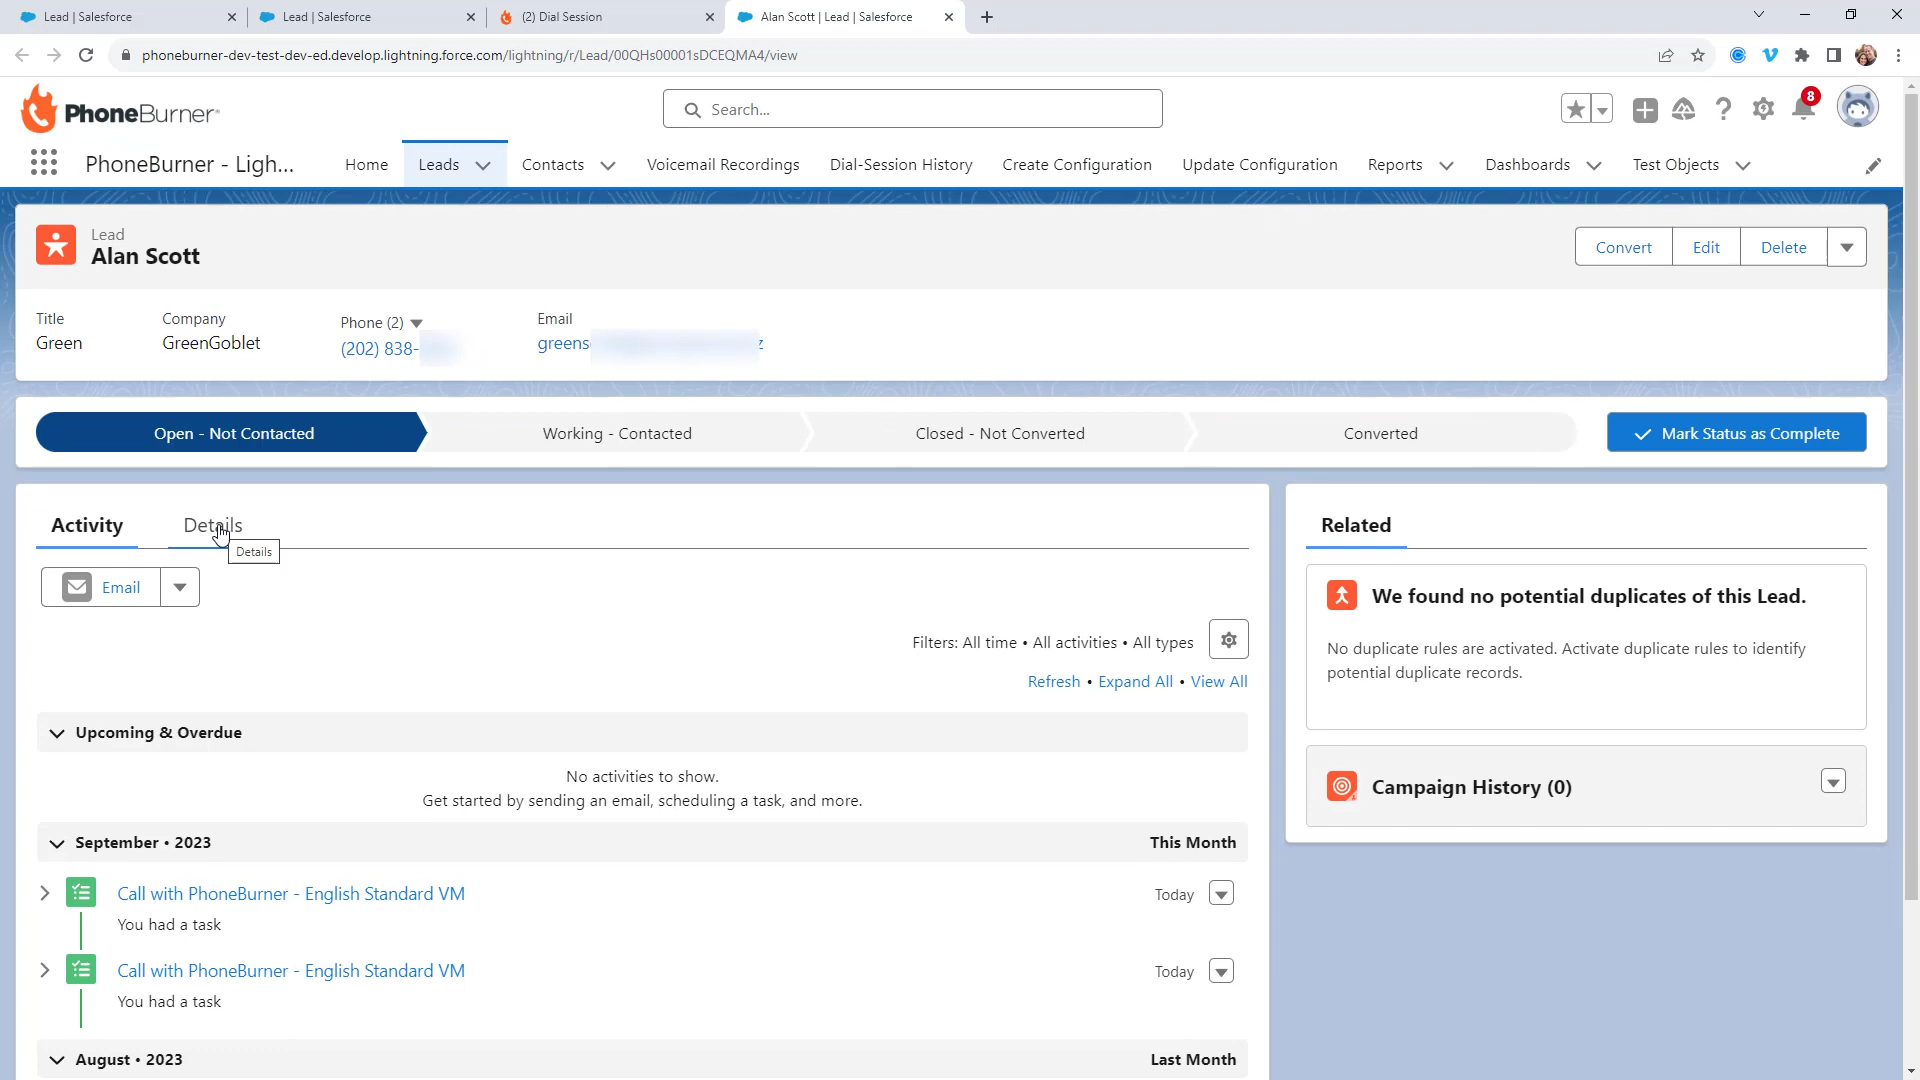 Lead | Salesforce
Lead | Salesforce
(2) Dial Session
Alan Scott | Lead | Salesforce
phoneburner-dev-test-dev-ed.develop.lightning.force.com/lightning/r/Lead/00QHs00001sDCEQMA4/view
PhoneBurner
Search...
8
PhoneBurner - Ligh...
Home
Leads
Contacts
Voicemail Recordings
Dial-Session History
Create Configuration
Update Configuration
Reports
Dashboards
Test Objects
Lead
Alan Scott
Convert
Edit
Delete
Title
Green
Company
GreenGoblet
Phone (2)
(202) 838-
Email
greens
z
Open - Not Contacted
Working - Contacted
Closed - Not Converted
Converted
Mark Status as Complete
Activity
Details
Details
Email
Filters: All time • All activities • All types
Refresh • Expand All • View All
Upcoming & Overdue
No activities to show.
Get started by sending an email, scheduling a task, and more.
September • 2023
This Month
Call with PhoneBurner - English Standard VM
Today
You had a task
Call with PhoneBurner - English Standard VM
Today
You had a task
August • 2023
Last Month
Related
We found no potential duplicates of this Lead.
No duplicate rules are activated. Activate duplicate rules to identify
potential duplicate records.
Campaign History (0)